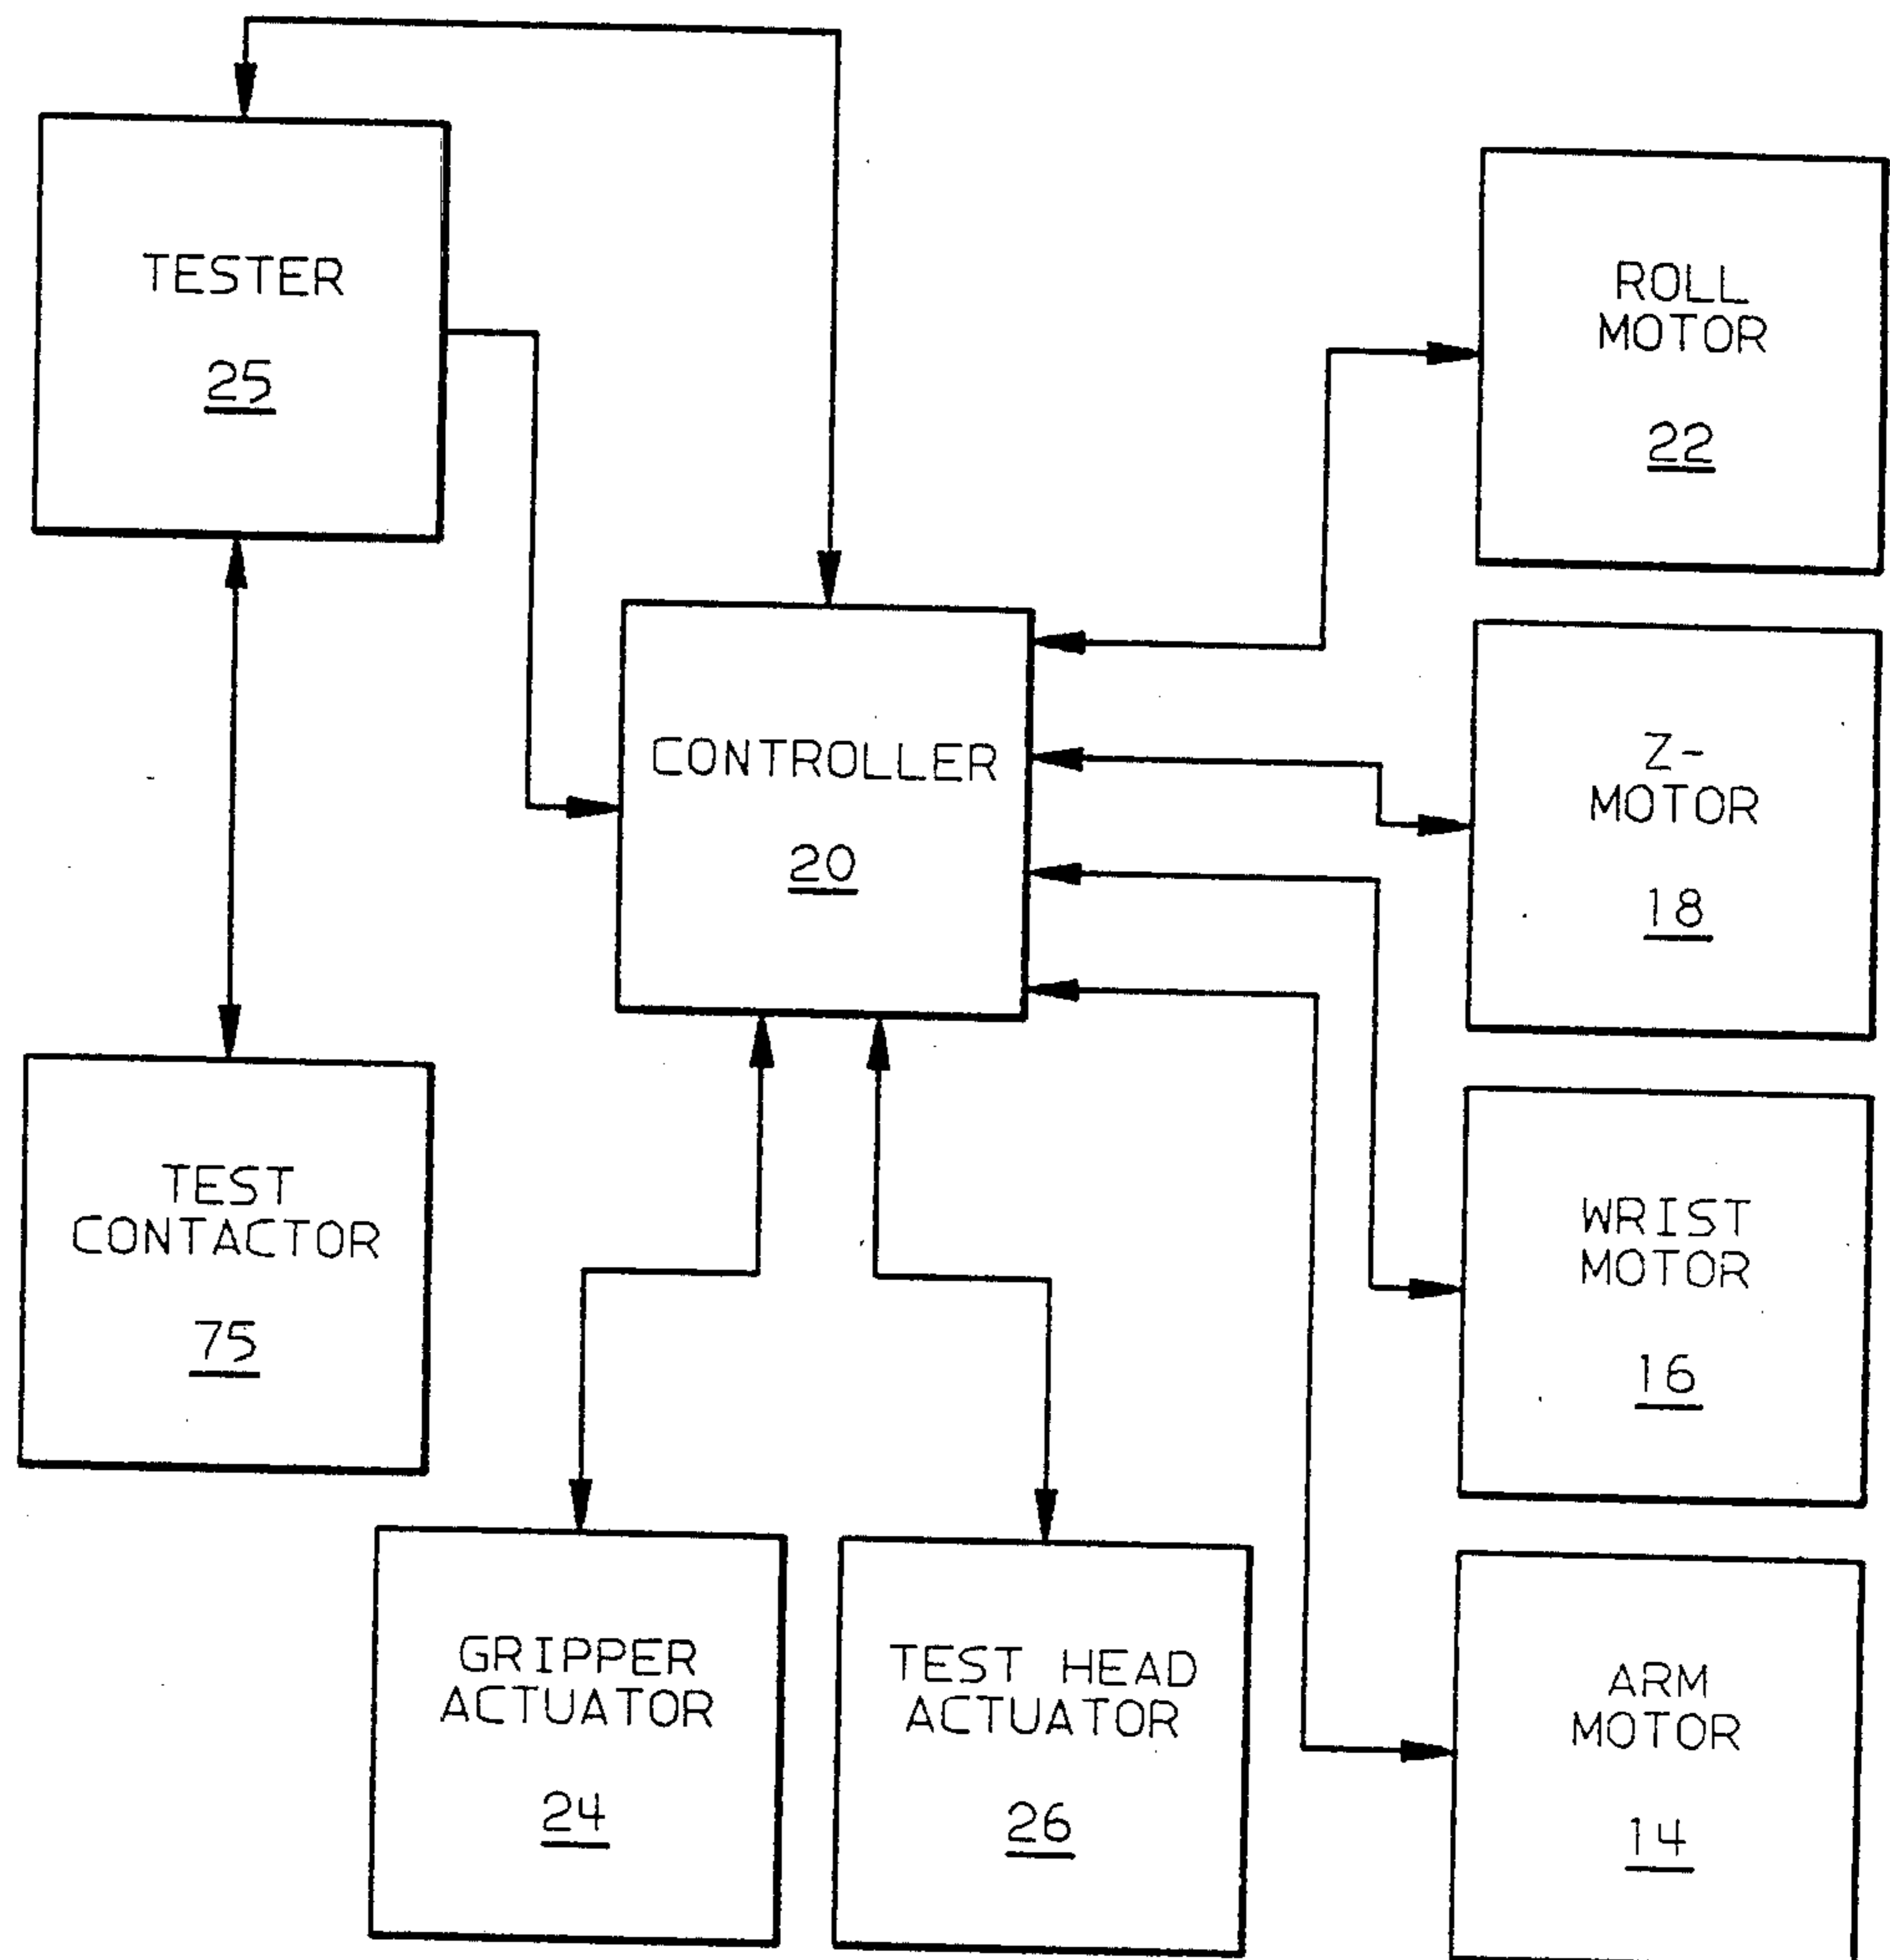 TESTER
25
ROLL
MOTOR
22
CONTROLLER
20
Z-
MOTOR
18
TEST
CONTACTOR
75
WRIST
MOTOR
16
GRIPPER
ACTUATOR
24
TEST HEAD
ACTUATOR
26
ARM
MOTOR
14